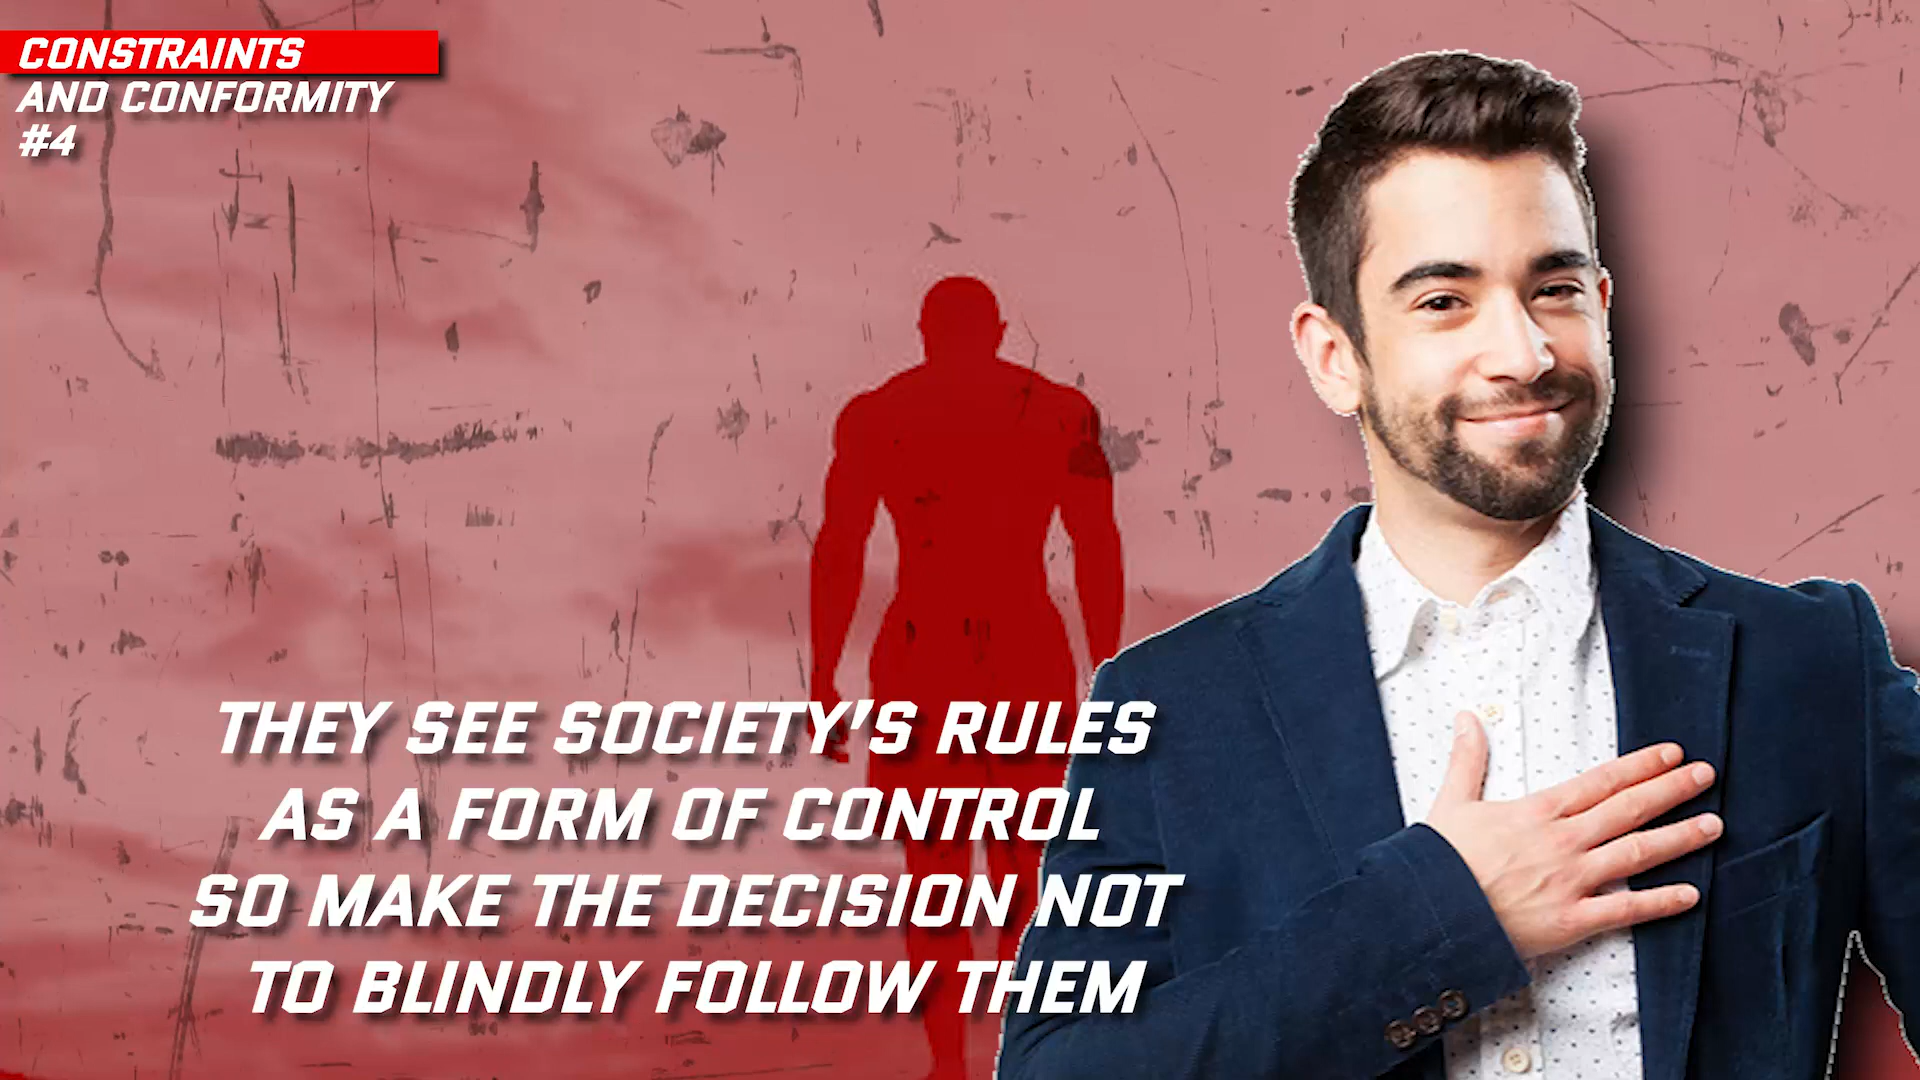 CONSTRAINTS
AND CONFORMITY
#4
THEY SEE SOCIETY'S RULES
AS A FORM OF CONTROL
SO MAKE THE DECISION NOT
TO BLINDLY FOLLOW THEM